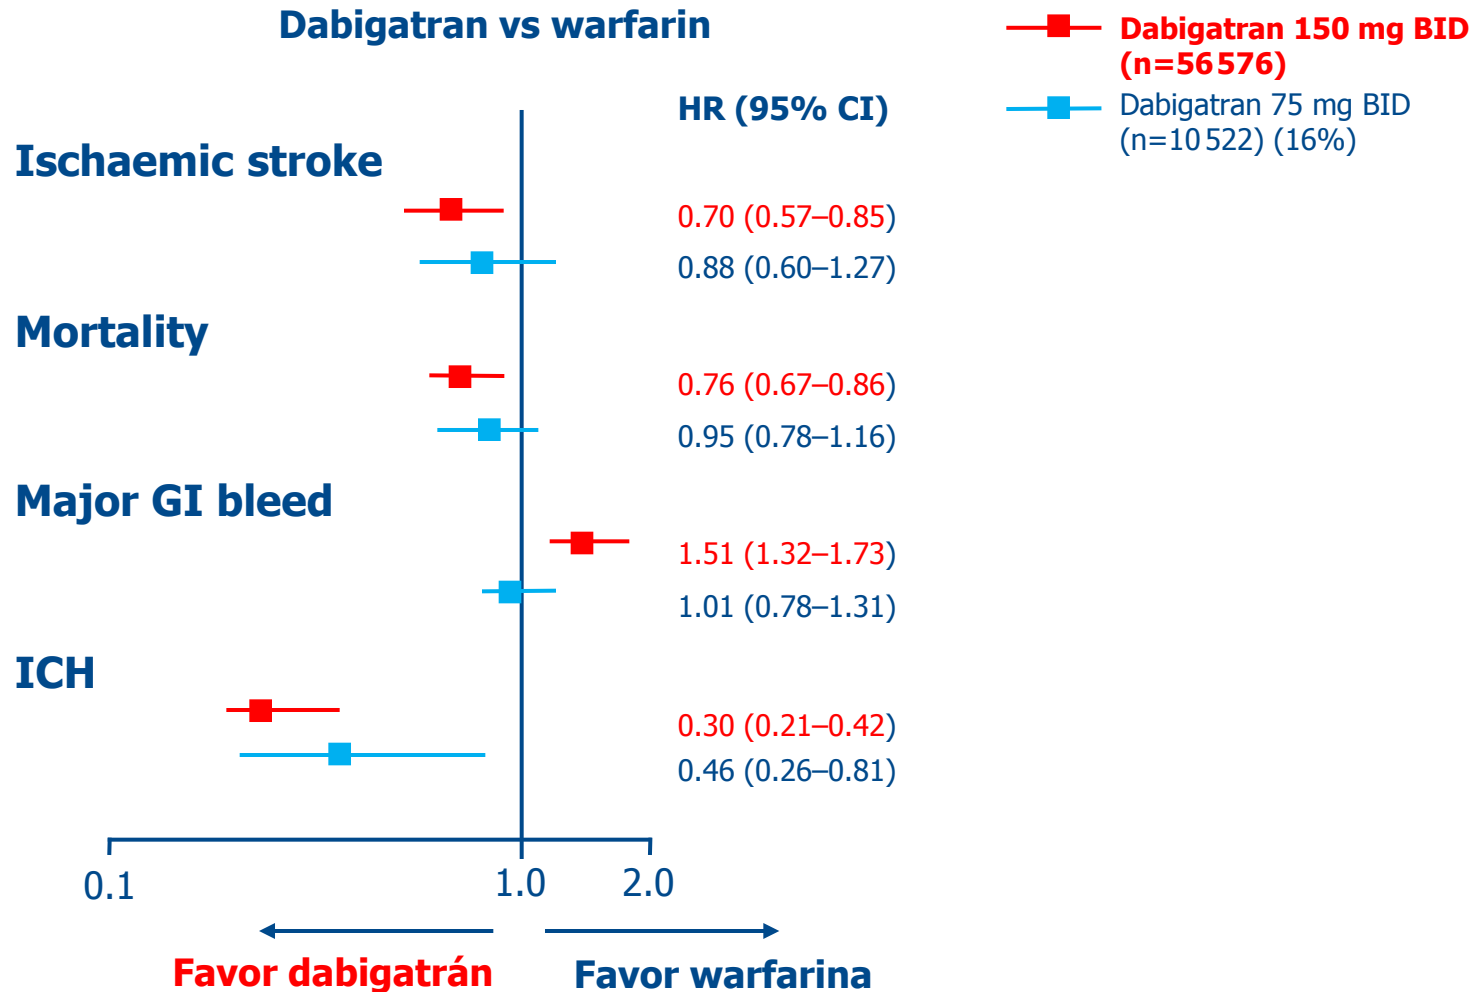 Dabigatran vs warfarin
Dabigatran 150 mg BID
(n=56 576)
Dabigatran 75 mg BID
(n=10 522) (16%)
HR (95% CI)
Ischaemic stroke
0.70 (0.57–0.85)
0.88 (0.60–1.27)
Mortality
0.76 (0.67–0.86)
0.95 (0.78–1.16)
Major GI bleed
1.51 (1.32–1.73)
1.01 (0.78–1.31)
ICH
0.30 (0.21–0.42)
0.46 (0.26–0.81)
0.1 1.0 2.0
Favor dabigatrán Favor warfarina